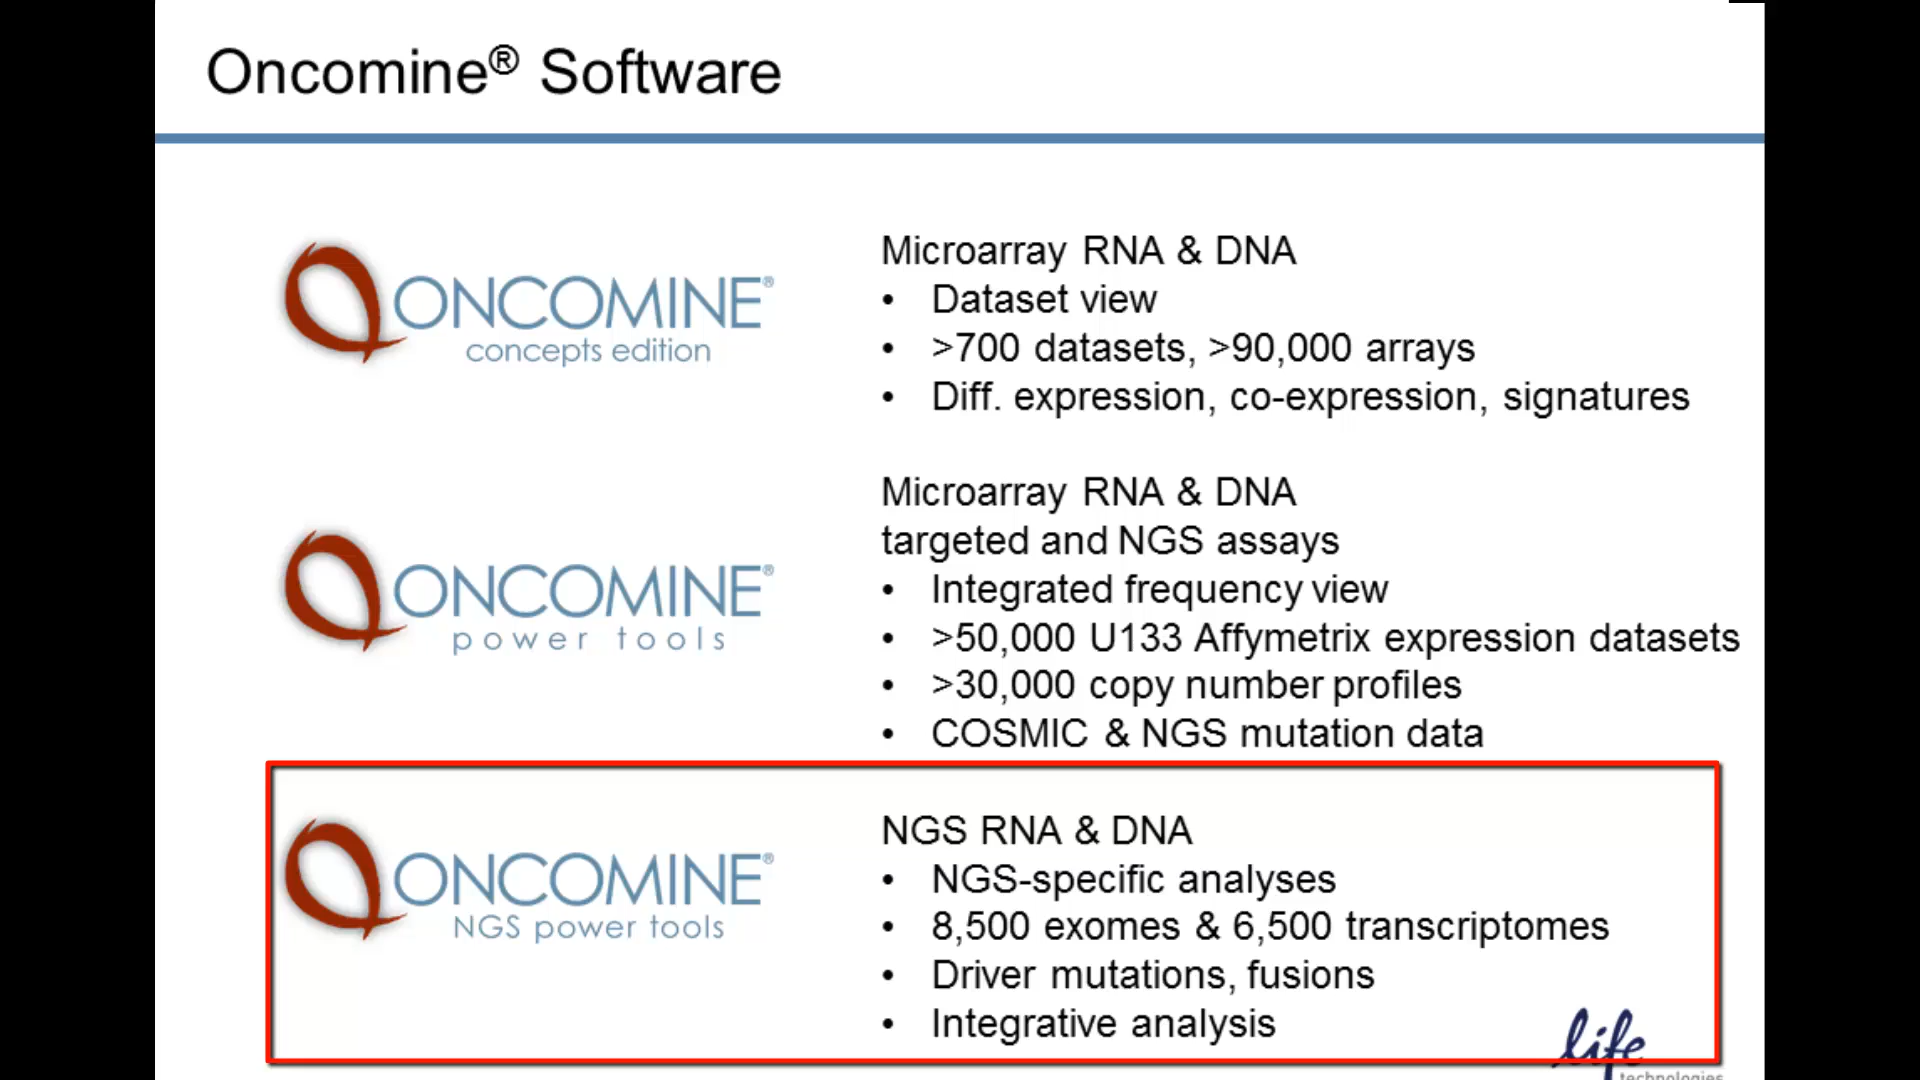 Oncomine® Software
ONCOMINE®
concepts edition
Microarray RNA & DNA
• Dataset view
• >700 datasets, >90,000 arrays
• Diff. expression, co-expression, signatures
ONCOMINE®
power tools
Microarray RNA & DNA
targeted and NGS assays
• Integrated frequency view
• >50,000 U133 Affymetrix expression datasets
• >30,000 copy number profiles
• COSMIC & NGS mutation data
ONCOMINE®
NGS power tools
NGS RNA & DNA
• NGS-specific analyses
• 8,500 exomes & 6,500 transcriptomes
• Driver mutations, fusions
• Integrative analysis
life
technologies